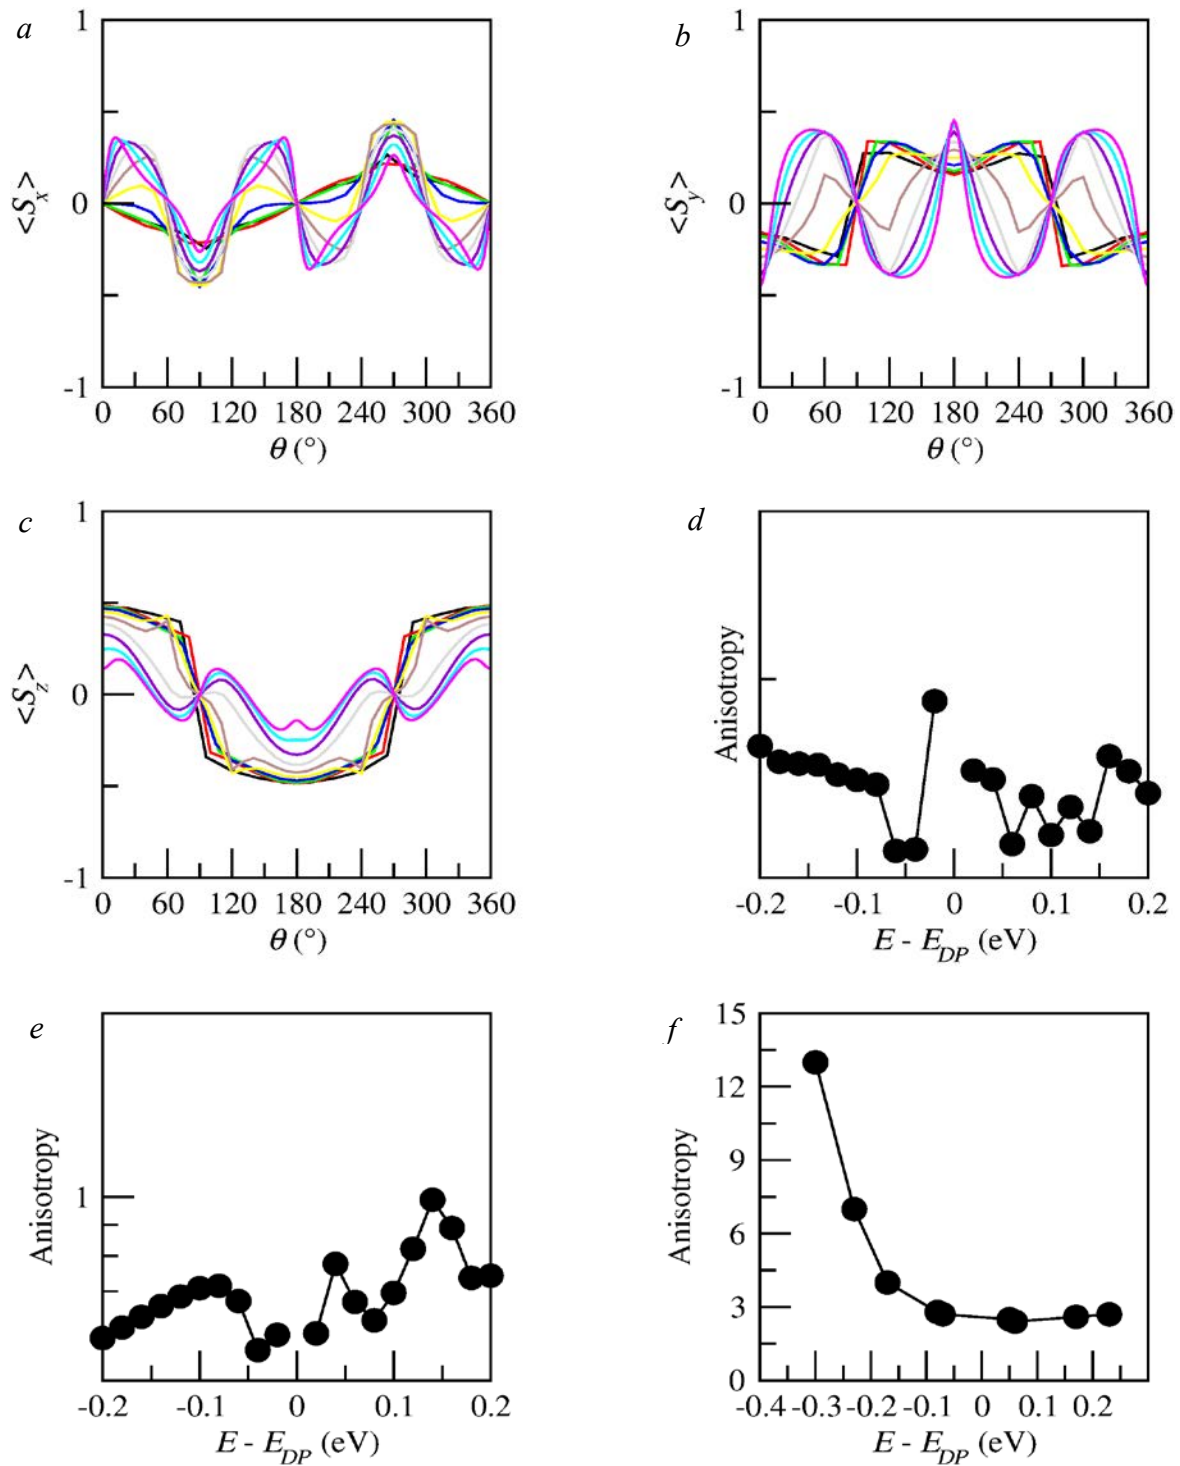 a
1
0
-1
<Sx>
0 60 120 180 240 300 360
θ (°)
b
1
0
-1
<Sy>
0 60 120 180 240 300 360
θ (°)
c
1
0
-1
<Sz>
0 60 120 180 240 300 360
θ (°)
d
Anisotropy
-0.2 -0.1 0 0.1 0.2
E - EDP (eV)
e
1
Anisotropy
-0.2 -0.1 0 0.1 0.2
E - EDP (eV)
f
15
12
9
6
3
0
Anisotropy
-0.4 -0.3 -0.2 -0.1 0 0.1 0.2
E - EDP (eV)